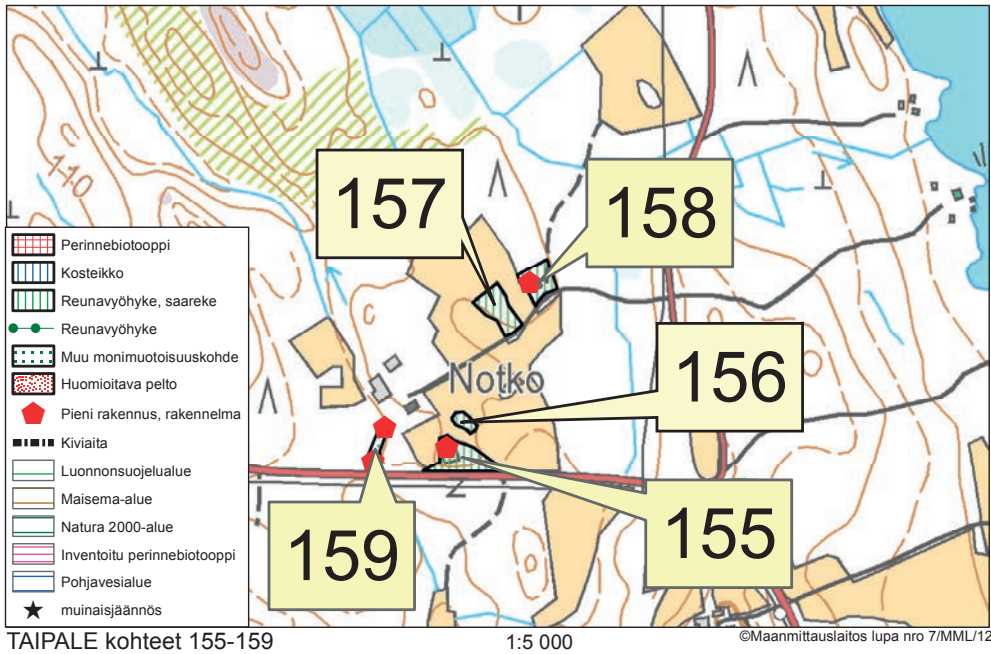 110
157
158
156
Notko
159
155
Perinnebiotooppi
Kosteikko
Reunavyöhyke, saareke
Reunavyöhyke
Muu monimuotoisuuskohde
Huomioitava pelto
Pieni rakennus, rakennelma
Kiviaita
Luonnonsuojelualue
Maisema-alue
Natura 2000-alue
Inventoitu perinnebiotooppi
Pohjavesialue
muinaisjäännös
TAIPALE kohteet 155-159
1:5 000
©Maanmittauslaitos lupa nro 7/MML/12